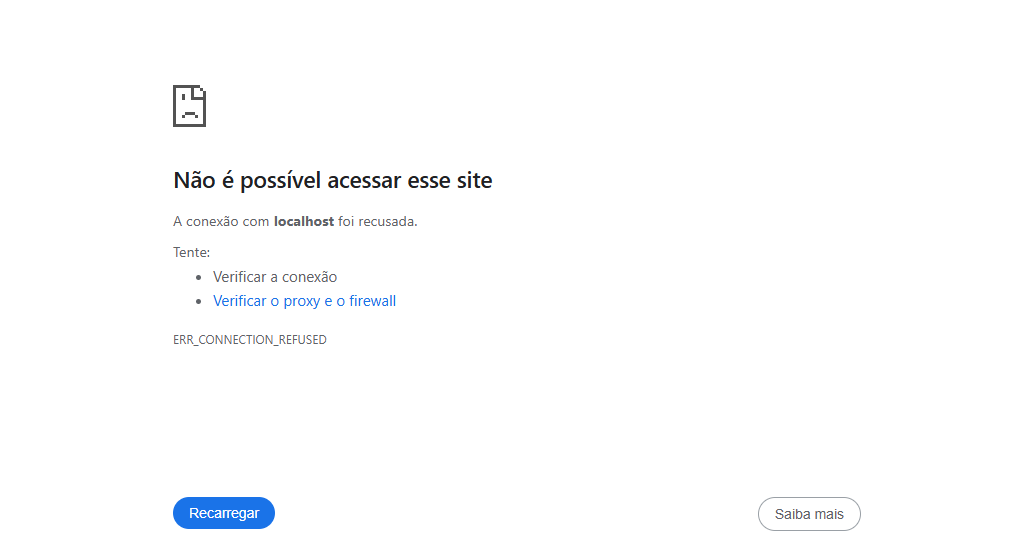 Não é possível acessar esse site
A conexão com localhost foi recusada.
Tente:
Verificar a conexão
Verificar o proxy e o firewall
ERR_CONNECTION_REFUSED
Recarregar
Saiba mais